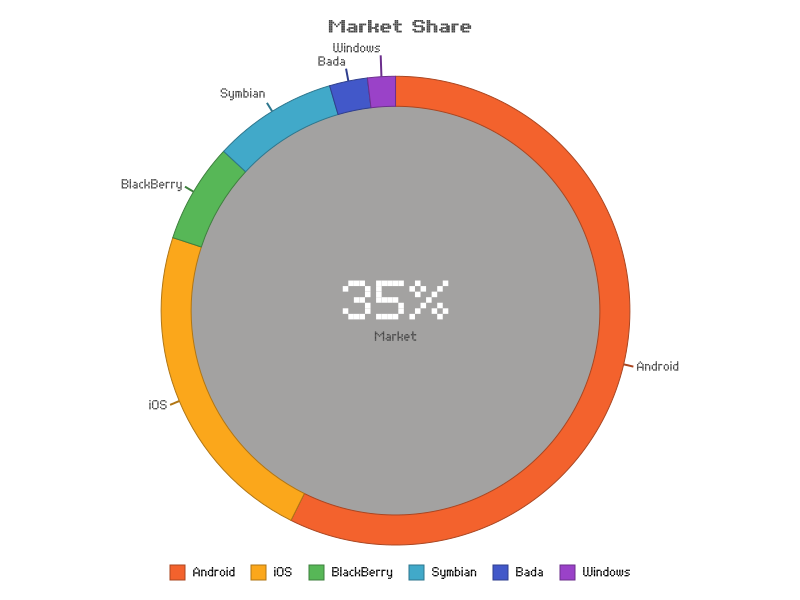 Market Share
Windows
Bada
Symbian
BlackBerry
35%
Market
Android
iOS
Android iOS BlackBerry Symbian Bada Windows